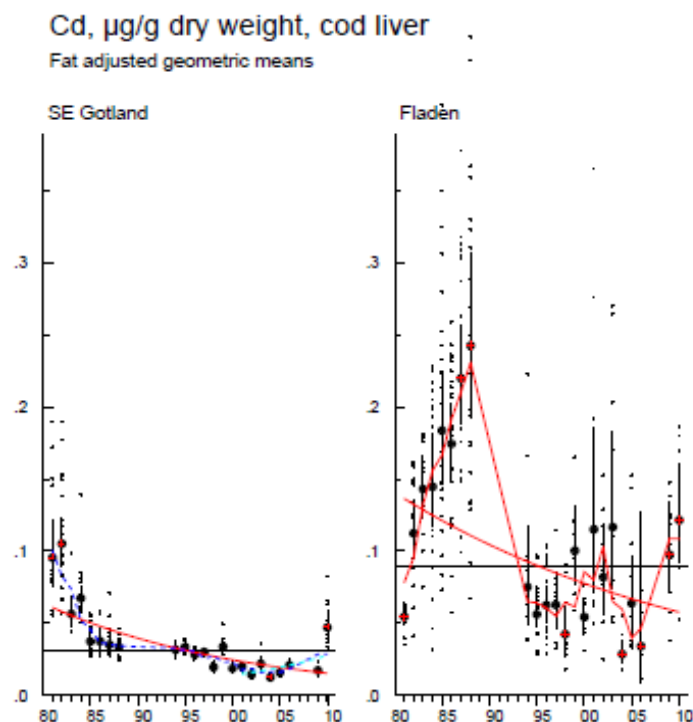 Cd, µg/g dry weight, cod liver
Fat adjusted geometric means
SE Gotland
Fladen
.3
.2
.1
.0
80 85 90 95 00 05 10
.3
.2
.1
.0
80 85 90 95 00 05 10